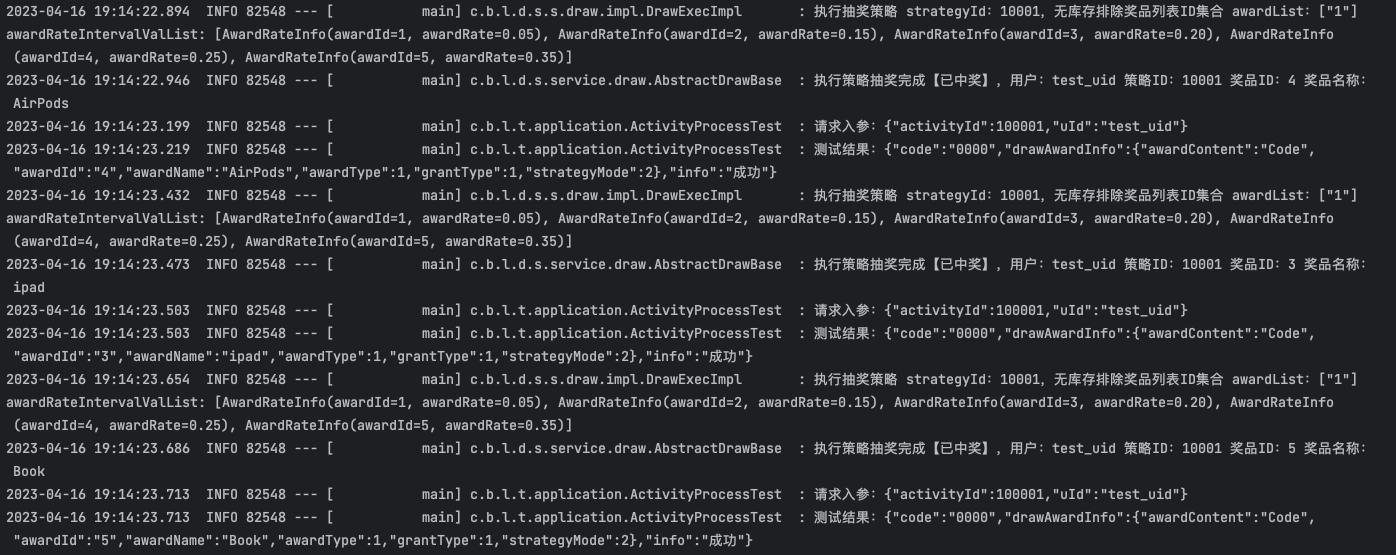 2023-04-16 19:14:22.894  INFO 82548 --- [           main] c.b.l.d.s.s.draw.impl.DrawExecImpl       : 执行抽奖策略 strategyId：10001，无库存排除奖品列表ID集合 awardList：["1"]
awardRateIntervalValList：[AwardRateInfo(awardId=1, awardRate=0.05), AwardRateInfo(awardId=2, awardRate=0.15), AwardRateInfo(awardId=3, awardRate=0.20), AwardRateInfo
(awardId=4, awardRate=0.25), AwardRateInfo(awardId=5, awardRate=0.35)]
2023-04-16 19:14:22.946  INFO 82548 --- [           main] c.b.l.d.s.service.draw.AbstractDrawBase  : 执行策略抽奖完成【已中奖】，用户：test_uid 策略ID：10001 奖品ID：4 奖品名称：
AirPods
2023-04-16 19:14:23.199  INFO 82548 --- [           main] c.b.l.t.application.ActivityProcessTest  : 请求入参：{"activityId":100001,"uId":"test_uid"}
2023-04-16 19:14:23.219  INFO 82548 --- [           main] c.b.l.t.application.ActivityProcessTest  : 测试结果：{"code":"0000","drawAwardInfo":{"awardContent":"Code",
"awardId":"4","awardName":"AirPods","awardType":1,"grantType":1,"strategyMode":2},"info":"成功"}
2023-04-16 19:14:23.432  INFO 82548 --- [           main] c.b.l.d.s.s.draw.impl.DrawExecImpl       : 执行抽奖策略 strategyId：10001，无库存排除奖品列表ID集合 awardList：["1"]
awardRateIntervalValList：[AwardRateInfo(awardId=1, awardRate=0.05), AwardRateInfo(awardId=2, awardRate=0.15), AwardRateInfo(awardId=3, awardRate=0.20), AwardRateInfo
(awardId=4, awardRate=0.25), AwardRateInfo(awardId=5, awardRate=0.35)]
2023-04-16 19:14:23.473  INFO 82548 --- [           main] c.b.l.d.s.service.draw.AbstractDrawBase  : 执行策略抽奖完成【已中奖】，用户：test_uid 策略ID：10001 奖品ID：3 奖品名称：
ipad
2023-04-16 19:14:23.503  INFO 82548 --- [           main] c.b.l.t.application.ActivityProcessTest  : 请求入参：{"activityId":100001,"uId":"test_uid"}
2023-04-16 19:14:23.503  INFO 82548 --- [           main] c.b.l.t.application.ActivityProcessTest  : 测试结果：{"code":"0000","drawAwardInfo":{"awardContent":"Code",
"awardId":"3","awardName":"ipad","awardType":1,"grantType":1,"strategyMode":2},"info":"成功"}
2023-04-16 19:14:23.654  INFO 82548 --- [           main] c.b.l.d.s.s.draw.impl.DrawExecImpl       : 执行抽奖策略 strategyId：10001，无库存排除奖品列表ID集合 awardList：["1"]
awardRateIntervalValList：[AwardRateInfo(awardId=1, awardRate=0.05), AwardRateInfo(awardId=2, awardRate=0.15), AwardRateInfo(awardId=3, awardRate=0.20), AwardRateInfo
(awardId=4, awardRate=0.25), AwardRateInfo(awardId=5, awardRate=0.35)]
2023-04-16 19:14:23.686  INFO 82548 --- [           main] c.b.l.d.s.service.draw.AbstractDrawBase  : 执行策略抽奖完成【已中奖】，用户：test_uid 策略ID：10001 奖品ID：5 奖品名称：
Book
2023-04-16 19:14:23.713  INFO 82548 --- [           main] c.b.l.t.application.ActivityProcessTest  : 请求入参：{"activityId":100001,"uId":"test_uid"}
2023-04-16 19:14:23.713  INFO 82548 --- [           main] c.b.l.t.application.ActivityProcessTest  : 测试结果：{"code":"0000","drawAwardInfo":{"awardContent":"Code",
"awardId":"5","awardName":"Book","awardType":1,"grantType":1,"strategyMode":2},"info":"成功"}